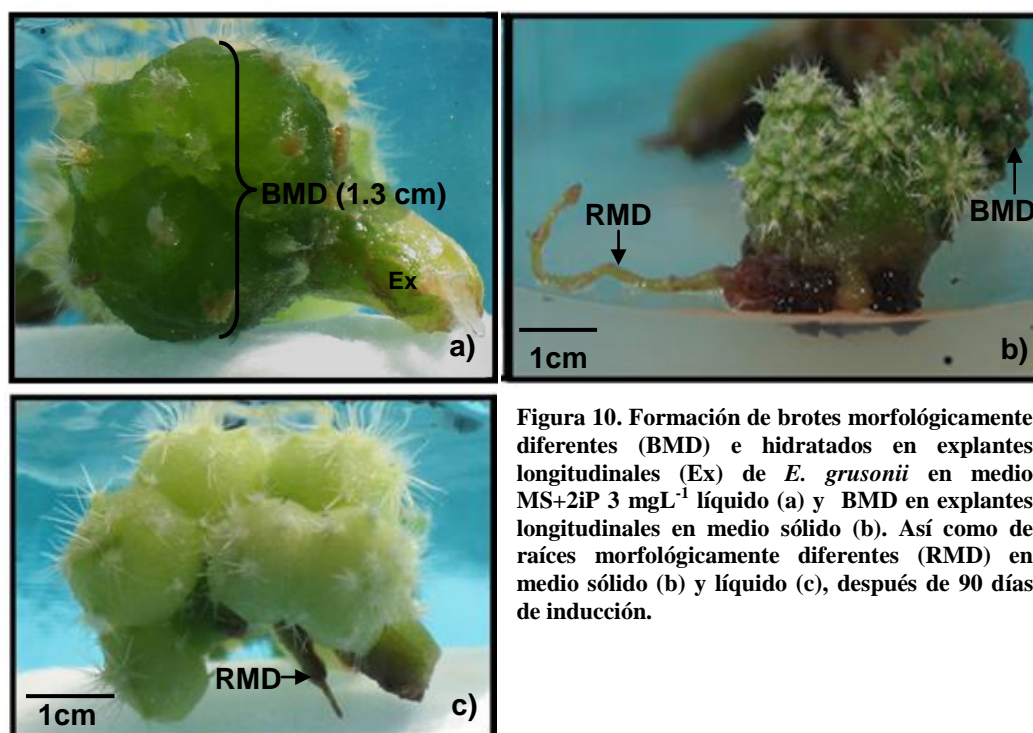 BMD (1.3 cm)
Ex
a)
RMD
BMD
1cm
b)
Figura 10. Formación de brotes morfológicamente
diferentes (BMD) e hidratados en explantes
longitudinales (Ex) de E. grusonii en medio
MS+2iP 3 mgL⁻¹ líquido (a) y BMD en explantes
longitudinales en medio sólido (b). Así como de
raíces morfológicamente diferentes (RMD) en
medio sólido (b) y líquido (c), después de 90 días
de inducción.
RMD
1cm
c)